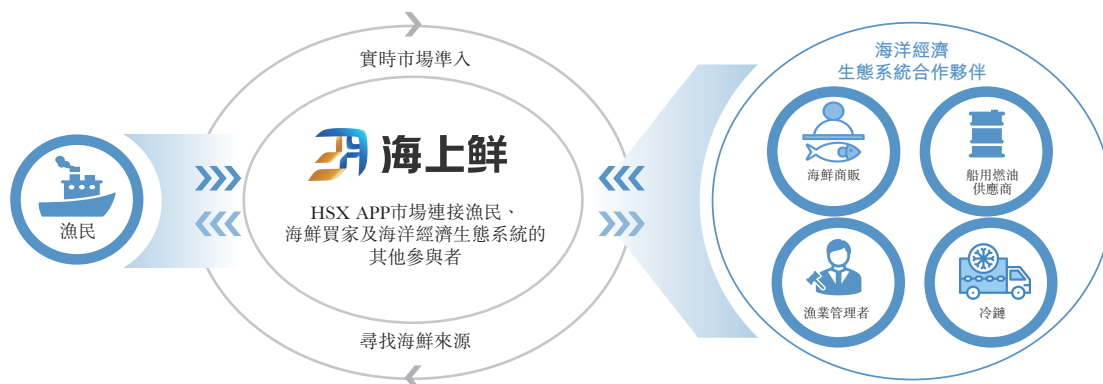 實時市場準入
海洋經濟
生態系統合作夥伴
海上鲜
HSX APP市場連接漁民、
海鮮買家及海洋經濟生態系統的
其他參與者
漁民
海鮮商販
船用燃油
供應商
漁業管理者
冷鏈
尋找海鮮來源